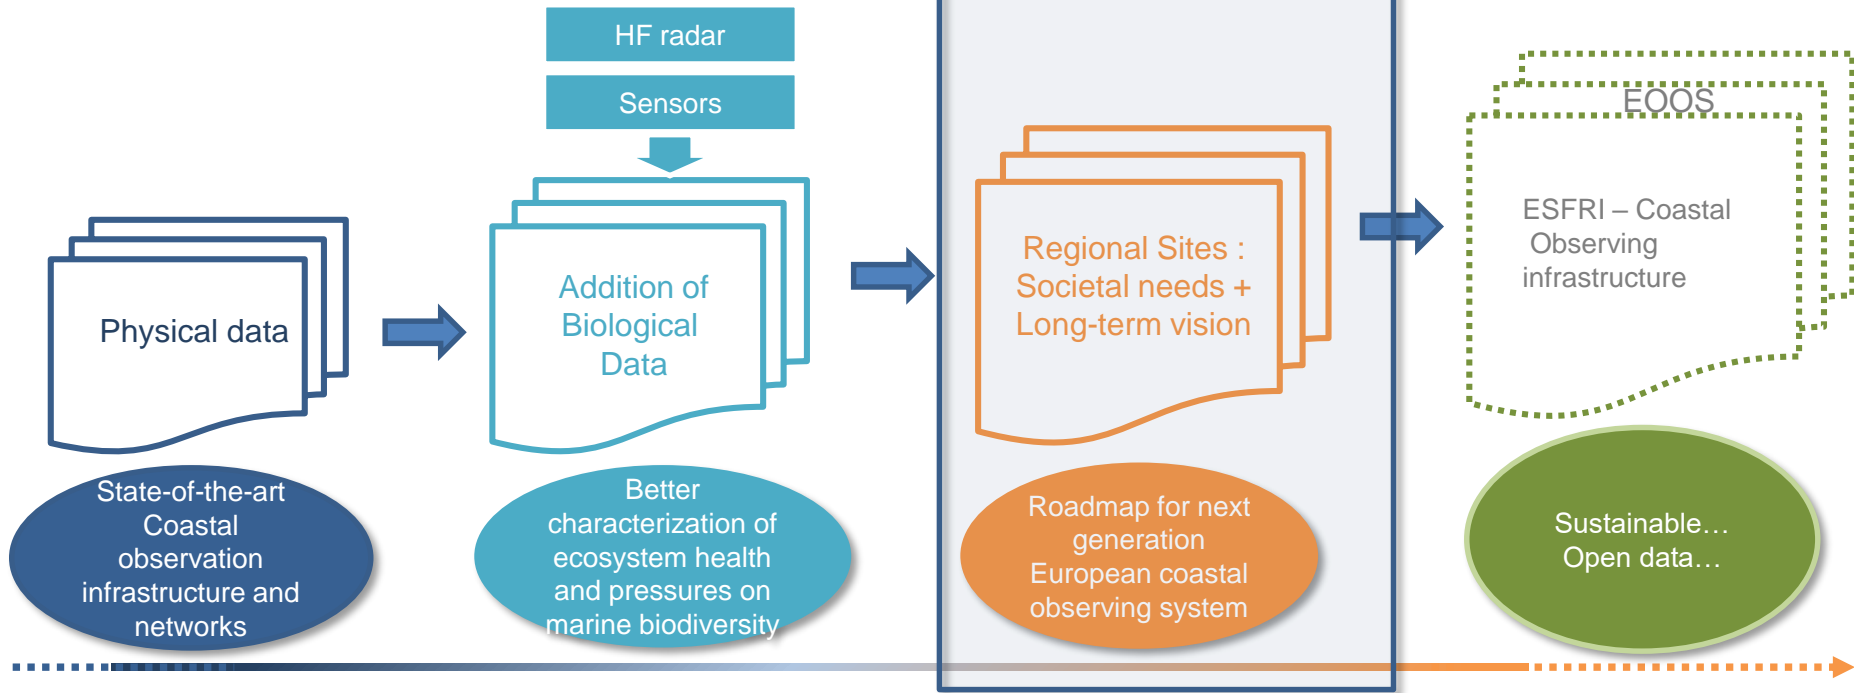 HF radar
Sensors
Physical data
State-of-the-art
Coastal
observation
infrastructure and
networks
Addition of
Biological
Data
Better
characterization of
ecosystem health
and pressures on
marine biodiversity
Regional Sites :
Societal needs +
Long-term vision
Roadmap for next
generation
European coastal
observing system
EOOS
ESFRI – Coastal
Observing
infrastructure
Sustainable…
Open data…